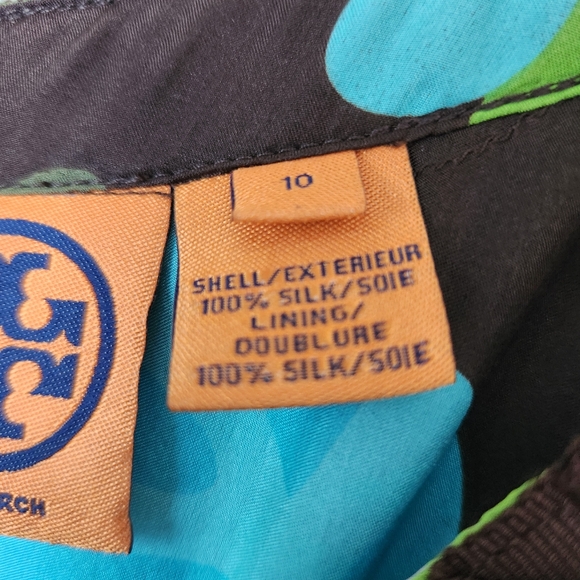 10
SHELL/EXTERIEUR
100% SILK/SOIE
LINING/
DOUBLURE
100% SILK/SOIE
RCH